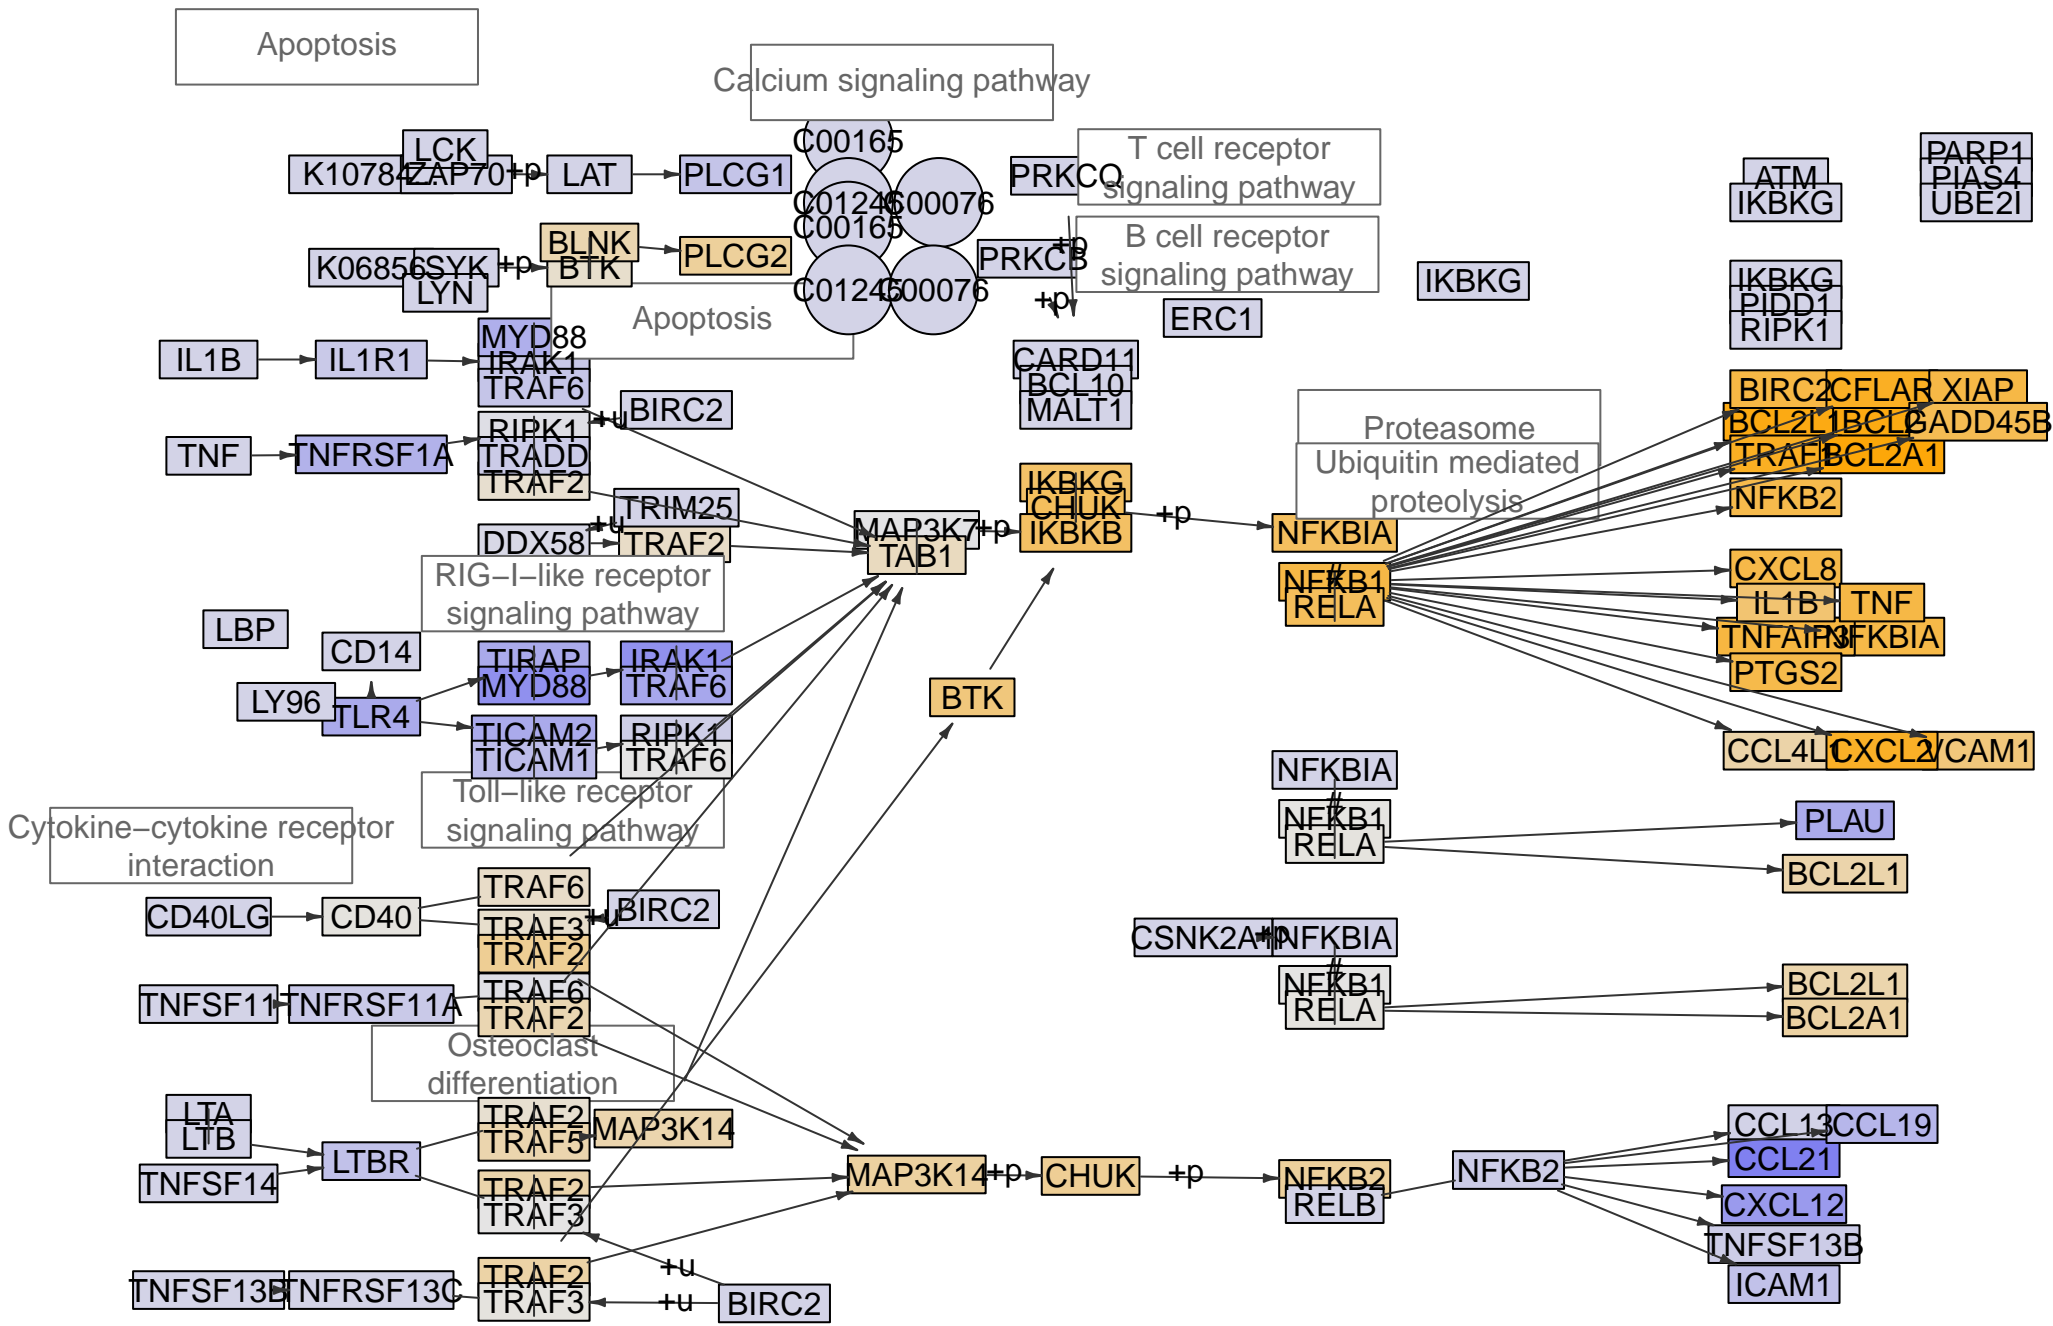 Apoptosis
Calcium signaling pathway
C00165
T cell receptor
signaling pathway
LCK
K10784
ZAP70
+p
LAT
PLCG1
PRKCQ
C01245
C00076
C00165
PARP1
PIAS4
UBE2I
ATM
IKBKG
B cell receptor
signaling pathway
BLNK
BTK
PLCG2
K06856
SYK
+p
LYN
PRKCB
+p
+p
C01245
C00076
IKBKG
IKBKG
PIDD1
RIPK1
ERC1
Apoptosis
MYD88
IRAK1
TRAF6
IL1B
IL1R1
CARD11
BCL10
MALT1
BIRC2
+u
RIPK1
TRADD
TRAF2
TNF
TNFRSF1A
Proteasome
Ubiquitin mediated
proteolysis
BIRC2
CFLAR
XIAP
BCL2L1
BCL2
GADD45B
TRAF1
BCL2A1
NFKB2
IKBKG
CHUK
IKBKB
+p
NFKBIA
TRIM25
+u
DDX58
TRAF2
MAP3K7
+p
TAB1
RIG−I−like receptor
signaling pathway
NFKB1
RELA
CXCL8
IL1B
TNF
TNFAIP3
NFKBIA
PTGS2
LBP
CD14
LY96
TLR4
TIRAP
MYD88
IRAK1
TRAF6
TICAM2
TICAM1
RIPK1
TRAF6
BTK
CCL4L1
CXCL2
VCAM1
Toll−like receptor
signaling pathway
Cytokine−cytokine receptor
interaction
NFKBIA
NFKB1
RELA
PLAU
BCL2L1
TRAF6
CD40LG
CD40
TRAF3
TRAF2
+u
BIRC2
CSNK2A1
+p
NFKBIA
NFKB1
RELA
BCL2L1
BCL2A1
TNFSF11
TNFRSF11A
TRAF6
TRAF2
Osteoclast
differentiation
LTA
LTB
TNFSF14
LTBR
TRAF2
TRAF5
MAP3K14
TRAF2
TRAF3
MAP3K14
+p
CHUK
+p
NFKB2
RELB
NFKB2
CCL13
CCL19
CCL21
CXCL12
TNFSF13B
ICAM1
TNFSF13B
TNFRSF13C
TRAF2
TRAF3
+u
+u
BIRC2